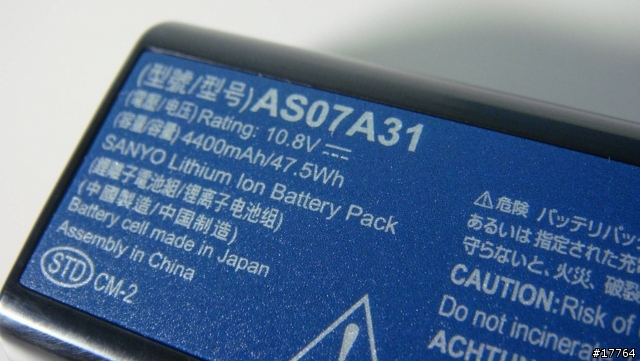 (型號/型号)AS07A31
(電壓/电压)Rating: 10.8V
(容量/容量) 4400mAh/47.5Wh
SANYO Lithium Ion Battery Pack
(鋰離子電池組/锂离子电池组)
(中國製造/中国制造)
Battery cell made in Japan
Assembly in China
STD CM-2
⚠危険 バッテリパッ
あるいは指定された充
守らないと、火災、破裂
CAUTION:Risk of
Do not incinera
ACHTUN
#17764